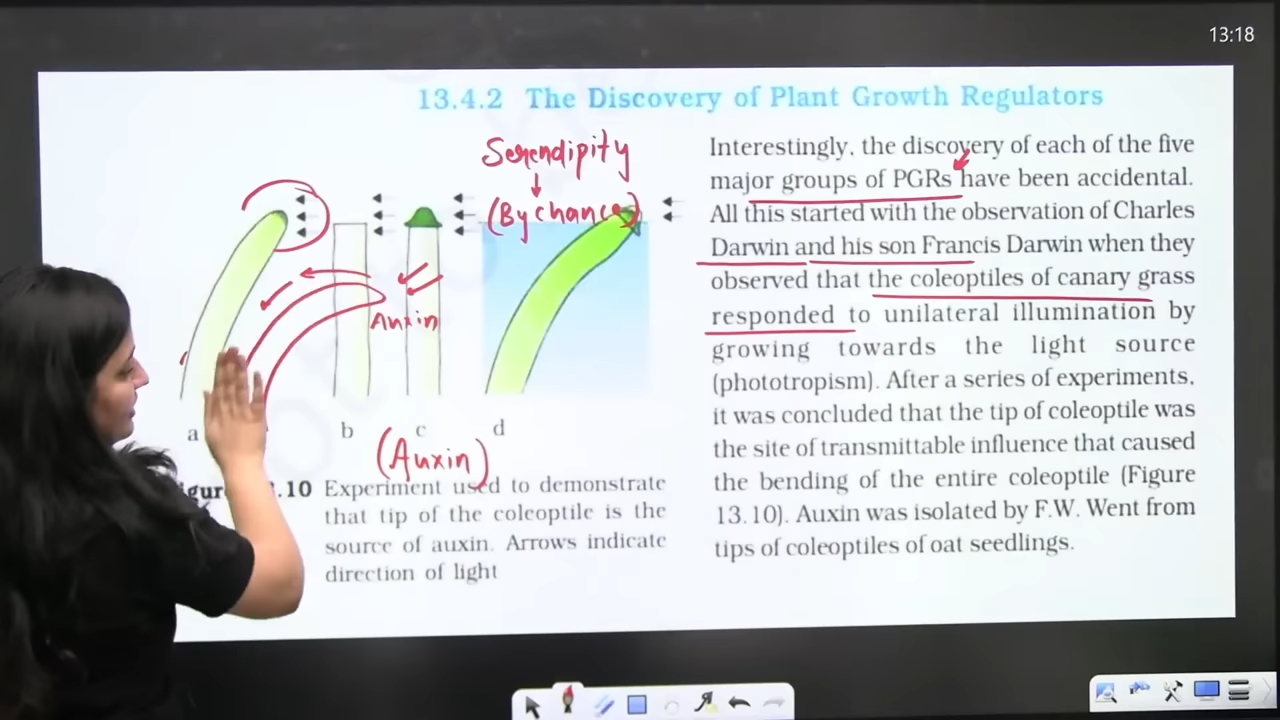 13:18
13.4.2 The Discovery of Plant Growth Regulators
Serendipity
(By chance)
Auxin
a
b
c
d
(Auxin)
.10 Experiment used to demonstrate
that tip of the coleoptile is the
source of auxin. Arrows indicate
direction of light
Interestingly, the discovery of each of the five
major groups of PGRs have been accidental.
All this started with the observation of Charles
Darwin and his son Francis Darwin when they
observed that the coleoptiles of canary grass
responded to unilateral illumination by
growing towards the light source
(phototropism). After a series of experiments,
it was concluded that the tip of coleoptile was
the site of transmittable influence that caused
the bending of the entire coleoptile (Figure
13.10). Auxin was isolated by F.W. Went from
tips of coleoptiles of oat seedlings.